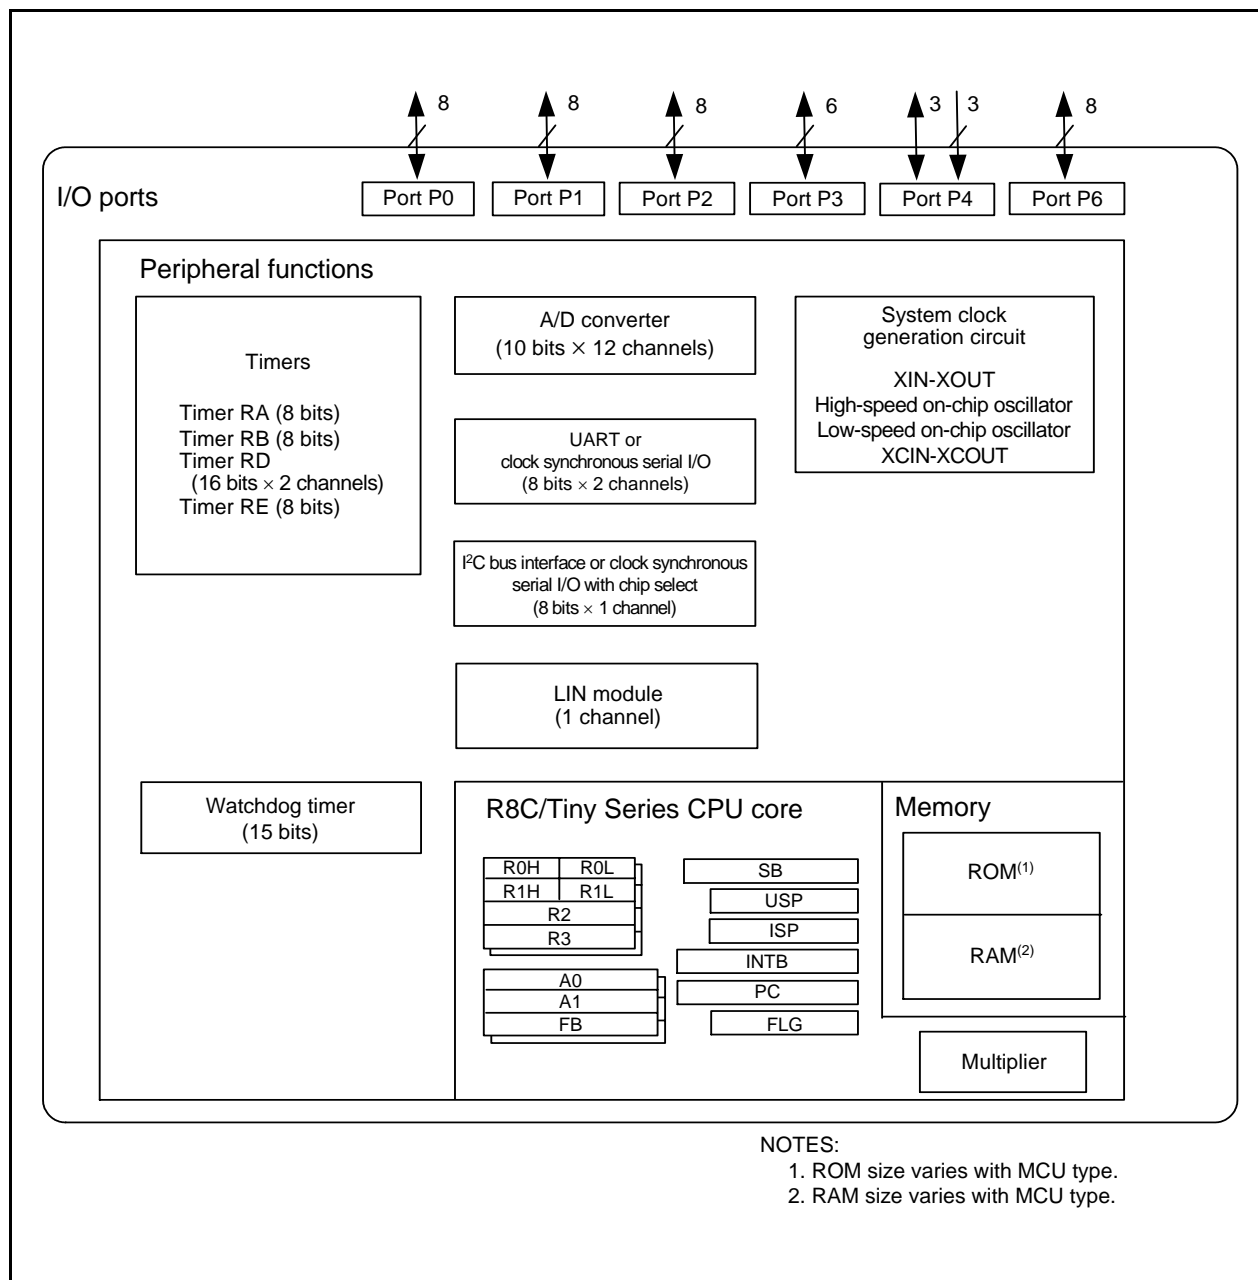 8 8 8 6 3 3 8
I/O ports
Port P0 Port P1 Port P2 Port P3 Port P4 Port P6
Peripheral functions
Timers
Timer RA (8 bits)
Timer RB (8 bits)
Timer RD
(16 bits × 2 channels)
Timer RE (8 bits)
A/D converter
(10 bits × 12 channels)
UART or
clock synchronous serial I/O
(8 bits × 2 channels)
I²C bus interface or clock synchronous
serial I/O with chip select
(8 bits × 1 channel)
LIN module
(1 channel)
System clock
generation circuit
XIN-XOUT
High-speed on-chip oscillator
Low-speed on-chip oscillator
XCIN-XCOUT
Watchdog timer
(15 bits)
R8C/Tiny Series CPU core
R0H R0L
R1H R1L
R2
R3
A0
A1
FB
SB
USP
ISP
INTB
PC
FLG
Memory
ROM(1)
RAM(2)
Multiplier
NOTES:
1. ROM size varies with MCU type.
2. RAM size varies with MCU type.